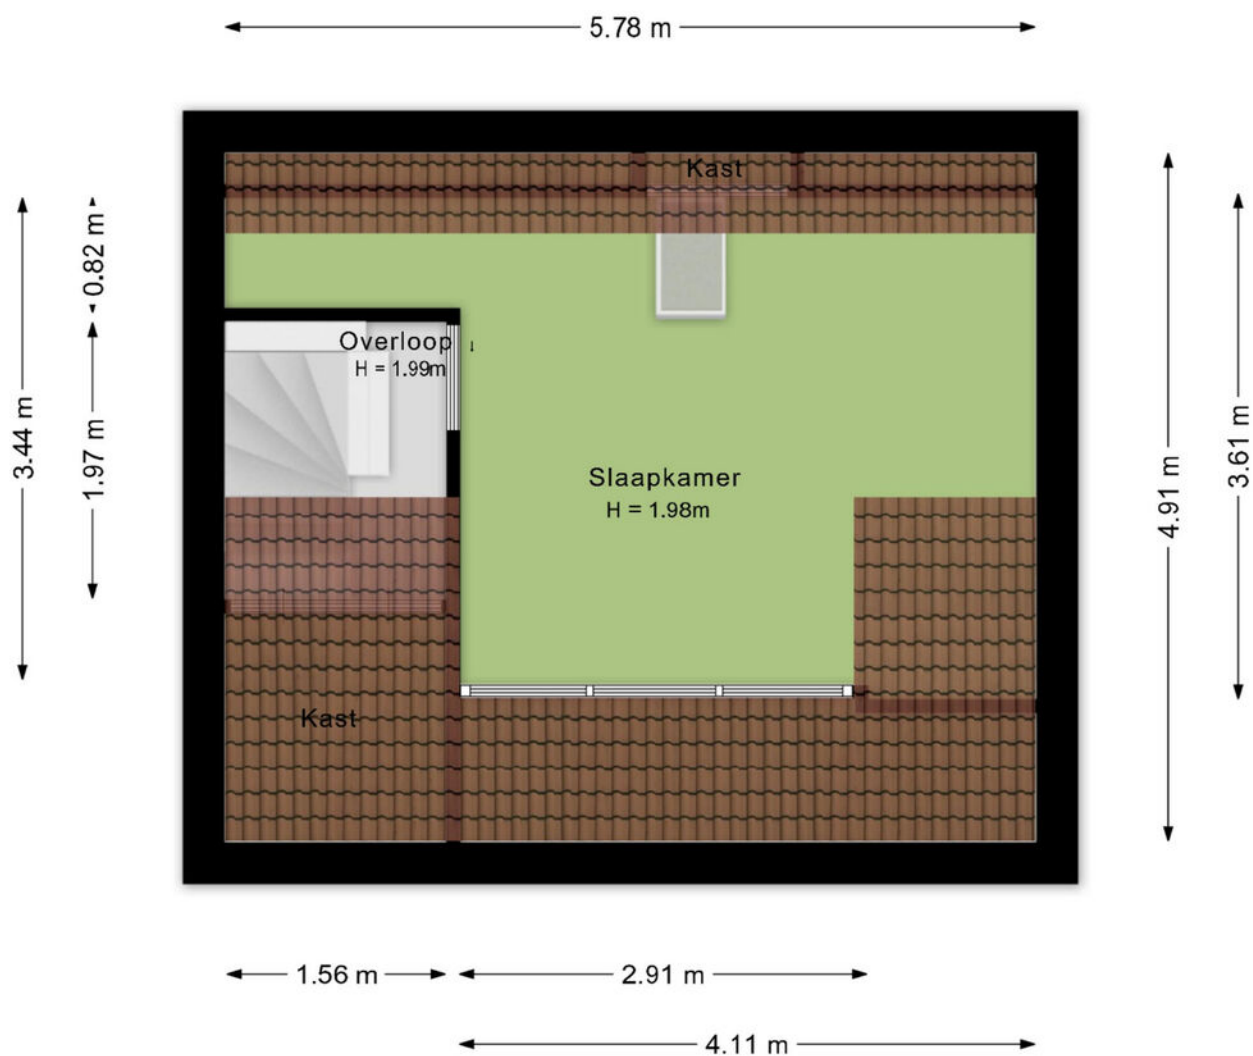 5.78 m
Kast
0.82 m
Overloop ↓
H = 1.99m
3.44 m
1.97 m
4.91 m
3.61 m
Slaapkamer
H = 1.98m
Kast
1.56 m
2.91 m
4.11 m